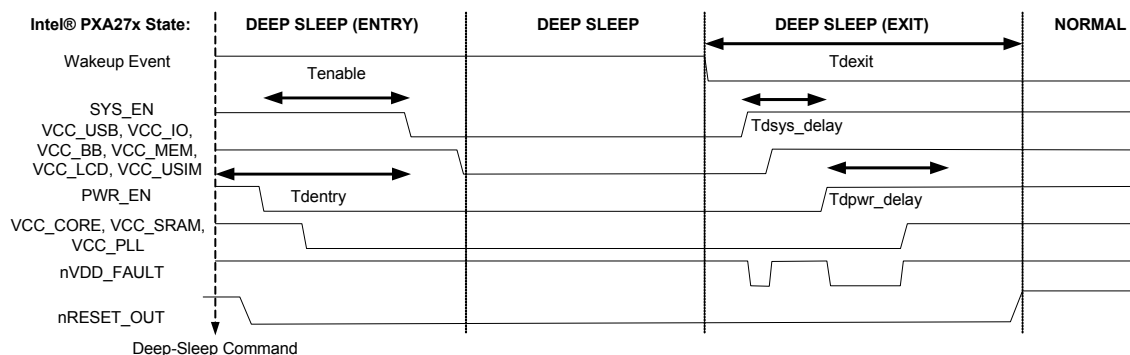 Intel® PXA27x State: DEEP SLEEP (ENTRY) DEEP SLEEP DEEP SLEEP (EXIT) NORMAL
Wakeup Event
Tenable
Tdexit
SYS_EN
VCC_USB, VCC_IO,
VCC_BB, VCC_MEM,
VCC_LCD, VCC_USIM
Tdsys_delay
PWR_EN
Tdentry
Tdpwr_delay
VCC_CORE, VCC_SRAM,
VCC_PLL
nVDD_FAULT
nRESET_OUT
Deep-Sleep Command